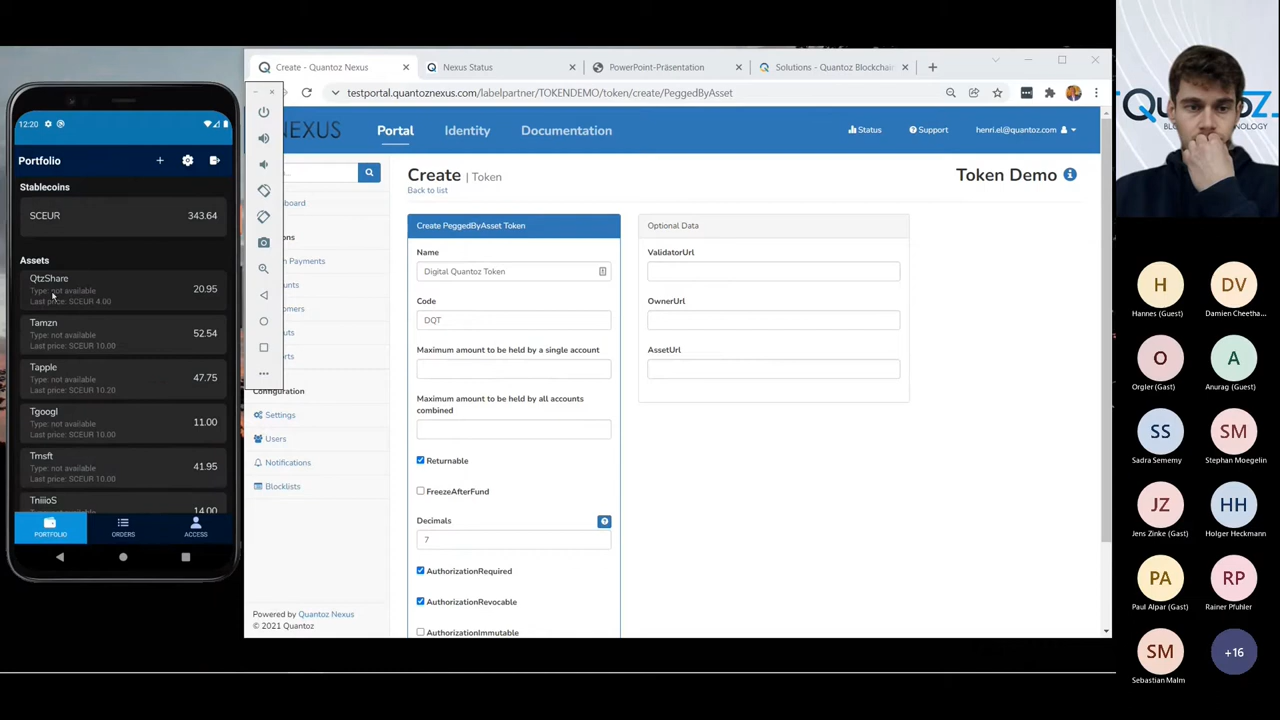 12:20
Portfolio
Stablecoins
SCEUR 343.64
Assets
QtzShare
Type: not available
Last price: SCEUR 4.00
20.95
Tamzn
Type: not available
Last price: SCEUR 10.00
52.54
Tapple
Type: not available
Last price: SCEUR 10.20
47.75
Tgoogl
Type: not available
Last price: SCEUR 10.00
11.00
Tmsft
Type: not available
Last price: SCEUR 10.00
41.95
TniiioS
Type: not available
14.00
PORTFOLIO ORDERS ACCESS
Create - Quantoz Nexus
Nexus Status
PowerPoint-Präsentation
Solutions - Quantoz Blockchain
testportal.quantoznexus.com/labelpartner/TOKENDEMO/token/create/PeggedByAsset
NEXUS
Portal Identity Documentation
Status Support henri.el@quantoz.com
Settings
Users
Notifications
Blocklists
Powered by Quantoz Nexus
© 2021 Quantoz
Create | Token
Back to list
Token Demo
Create PeggedByAsset Token
Name
Digital Quantoz Token
Code
DQT
Maximum amount to be held by a single account
Maximum amount to be held by all accounts
combined
Returnable
FreezeAfterFund
Decimals
7
AuthorizationRequired
AuthorizationRevocable
AuthorizationImmutable
Optional Data
ValidatorUrl
OwnerUrl
AssetUrl
H
Hannes (Guest)
DV
Damien Cheetha...
O
Orgler (Gast)
A
Anurag (Guest)
SS
Sadra Sememy
SM
Stephan Moegelin
JZ
Jens Zinke (Gast)
HH
Holger Heckmann
PA
Paul Alpar (Gast)
RP
Rainer Pfuhler
SM
Sebastian Malm
+16